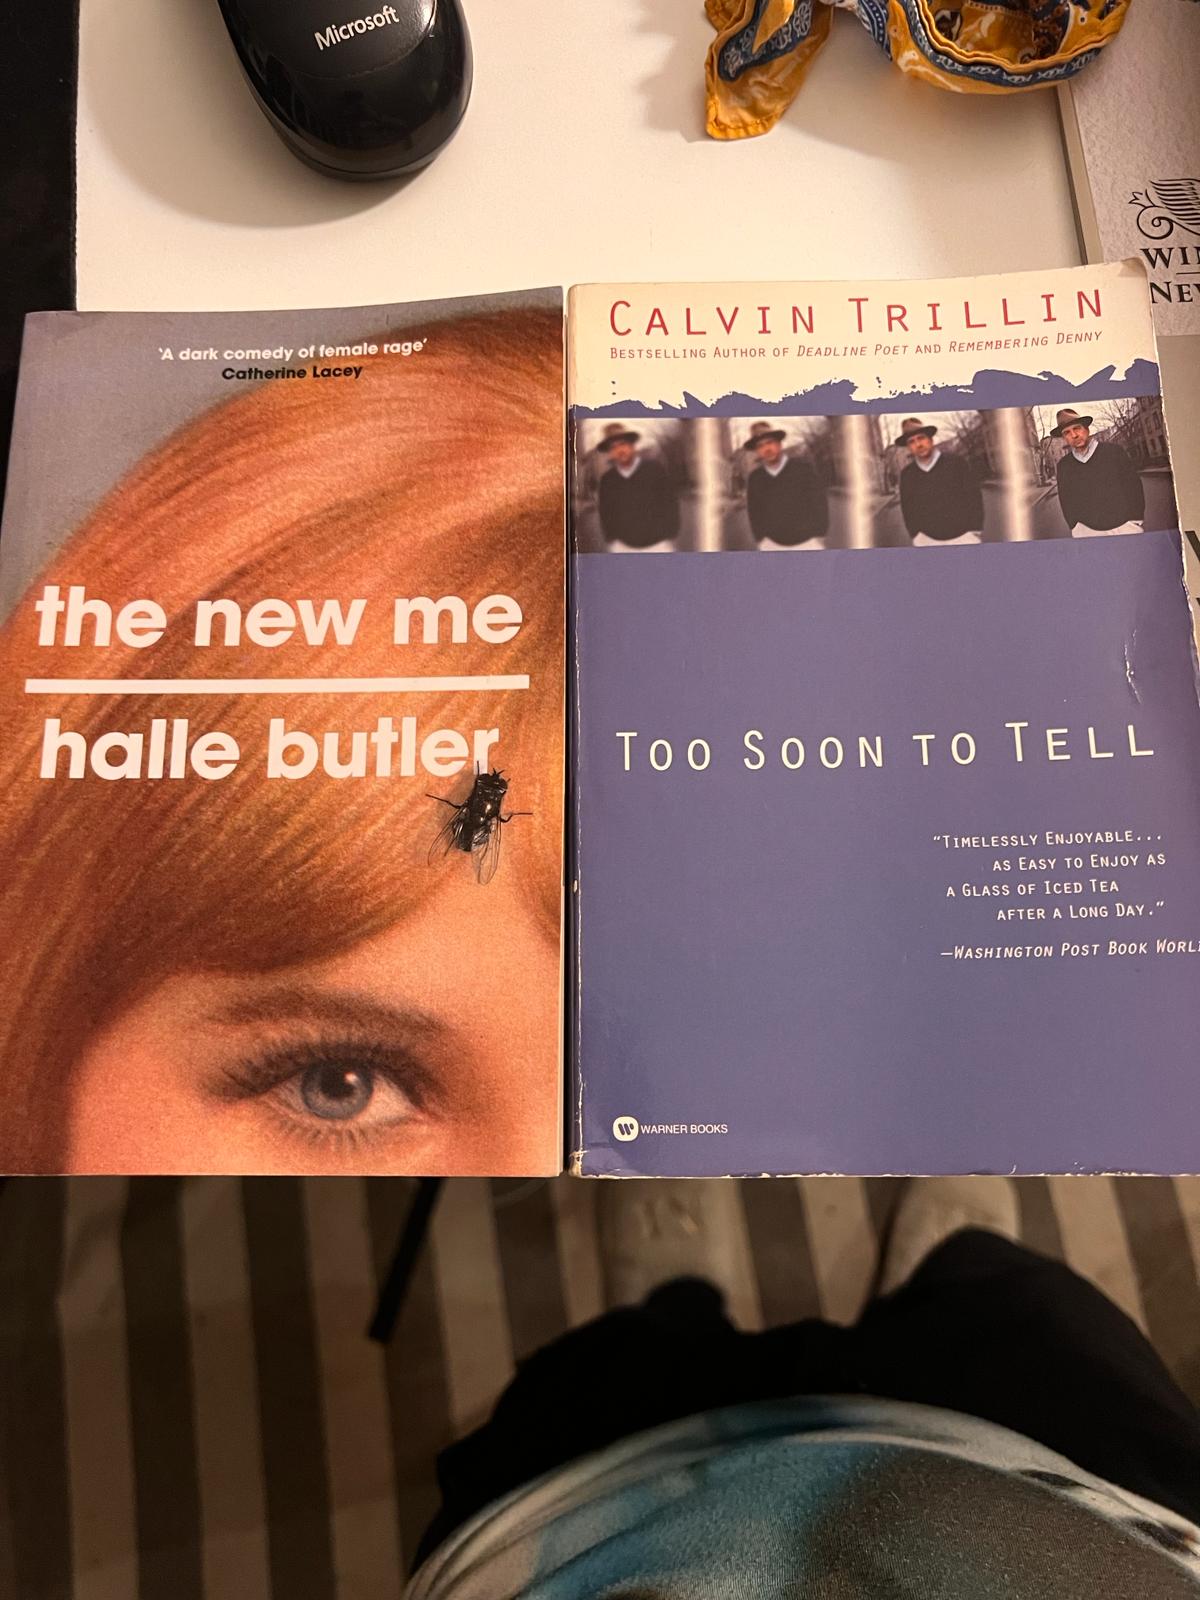 Microsoft
'A dark comedy of female rage'
Catherine Lacey
the new me
halle butler
CALVIN TRILLIN
BESTSELLING AUTHOR OF DEADLINE POET AND REMEMBERING DENNY
TOO SOON TO TELL
"TIMELESSLY ENJOYABLE...
AS EASY TO ENJOY AS
A GLASS OF ICED TEA
AFTER A LONG DAY."
—WASHINGTON POST BOOK WORLD
WARNER BOOKS